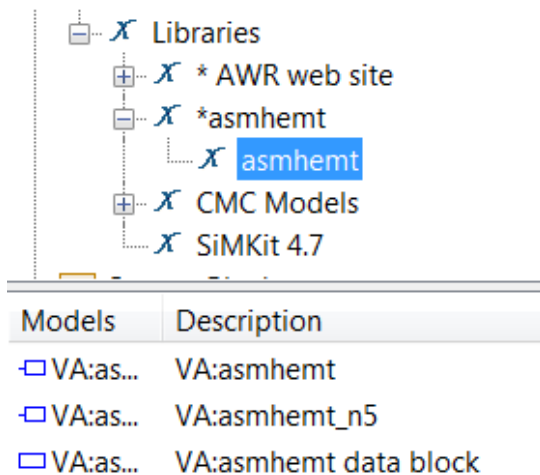 Libraries
* AWR web site
*asmhemt
asmhemt
CMC Models
SiMKit 4.7
Models Description
VA:as... VA:asmhemt
VA:as... VA:asmhemt_n5
VA:as... VA:asmhemt data block